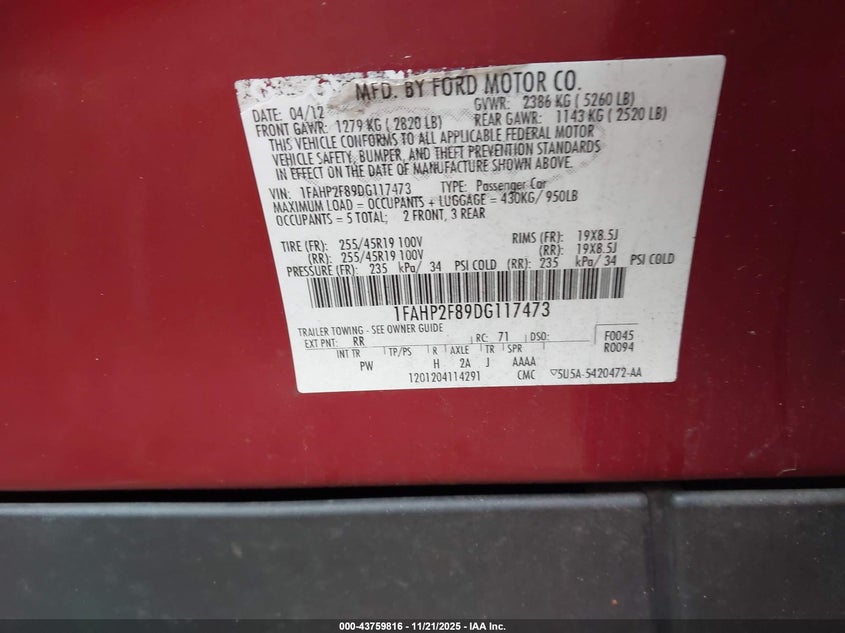 MFD. BY FORD MOTOR CO.
DATE: 04/12 GVWR: 2386 KG ( 5260 LB)
FRONT GAWR: 1279 KG ( 2820 LB) REAR GAWR: 1143 KG ( 2520 LB)
THIS VEHICLE CONFORMS TO ALL APPLICABLE FEDERAL MOTOR
VEHICLE SAFETY, BUMPER, AND THEFT PREVENTION STANDARDS
IN EFFECT ON THE DATE OF MANUFACTURE SHOWN ABOVE.
VIN: 1FAHP2F89DG117473 TYPE: Passenger Car
MAXIMUM LOAD = OCCUPANTS + LUGGAGE = 430KG/ 950LB
OCCUPANTS = 5 TOTAL; 2 FRONT, 3 REAR
TIRE (FR): 255/45R19 100V RIMS (FR): 19X8.5J
(RR): 255/45R19 100V (RR): 19X8.5J
PRESSURE (FR): 235 kPa/ 34 PSI COLD (RR): 235 kPa/ 34 PSI COLD
1FAHP2F89DG117473
TRAILER TOWING - SEE OWNER GUIDE
EXT PNT: RR RC: 71 DSO: F0045
INT TR TP/PS R AXLE TR SPR R0094
PW H 2A J AAAA
1201204114291 CMC 5U5A-5420472-AA
000-43759816 - 11/21/2025 - IAA Inc.